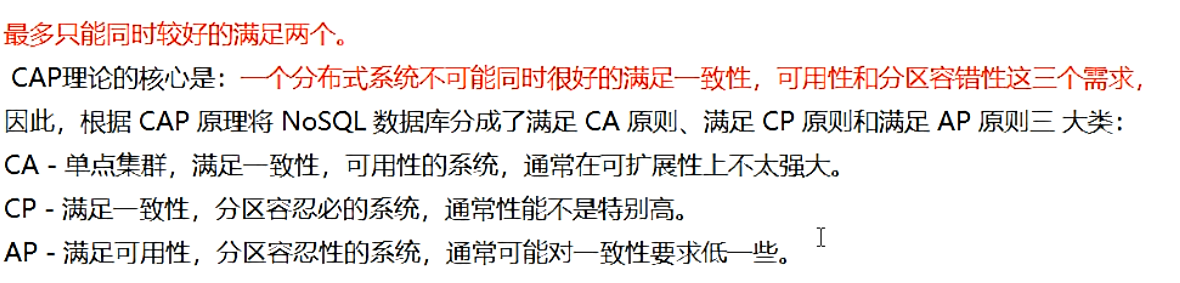 最多只能同时较好的满足两个。
CAP理论的核心是：一个分布式系统不可能同时很好的满足一致性，可用性和分区容错性这三个需求，
因此，根据 CAP 原理将 NoSQL 数据库分成了满足 CA 原则、满足 CP 原则和满足 AP 原则三 大类：
CA - 单点集群，满足一致性，可用性的系统，通常在可扩展性上不太强大。
CP - 满足一致性，分区容忍必的系统，通常性能不是特别高。
AP - 满足可用性，分区容忍性的系统，通常可能对一致性要求低一些。